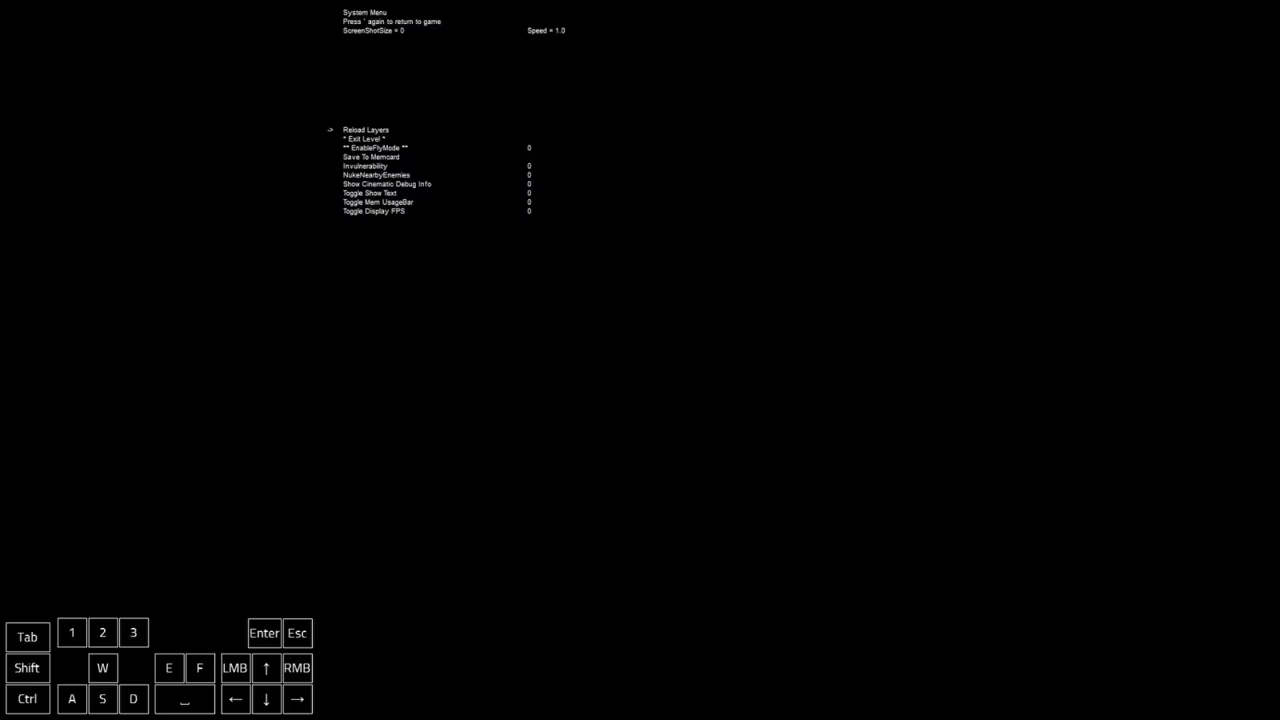 System Menu
Press ` again to return to game
ScreenShotSize = 0 Speed = 1.0
-> Reload Layers
* Exit Level *
** EnableFlyMode ** 0
Save To Memcard
Invulnerability 0
NukeNearbyEnemies 0
Show Cinematic Debug Info 0
Toggle Show Text 0
Toggle Mem UsageBar 0
Toggle Display FPS 0
Tab 1 2 3 Enter Esc
Shift W E F LMB ↑ RMB
Ctrl A S D ⎵ ← ↓ →